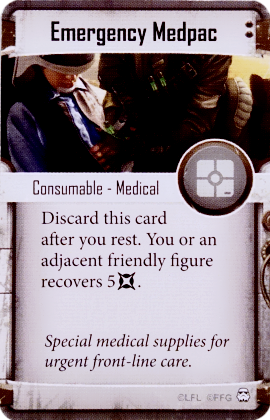 Emergency Medpac
Consumable - Medical
Discard this card
after you rest. You or an
adjacent friendly figure
recovers 5 .
Special medical supplies for
urgent front-line care.
©LFL ©FFG